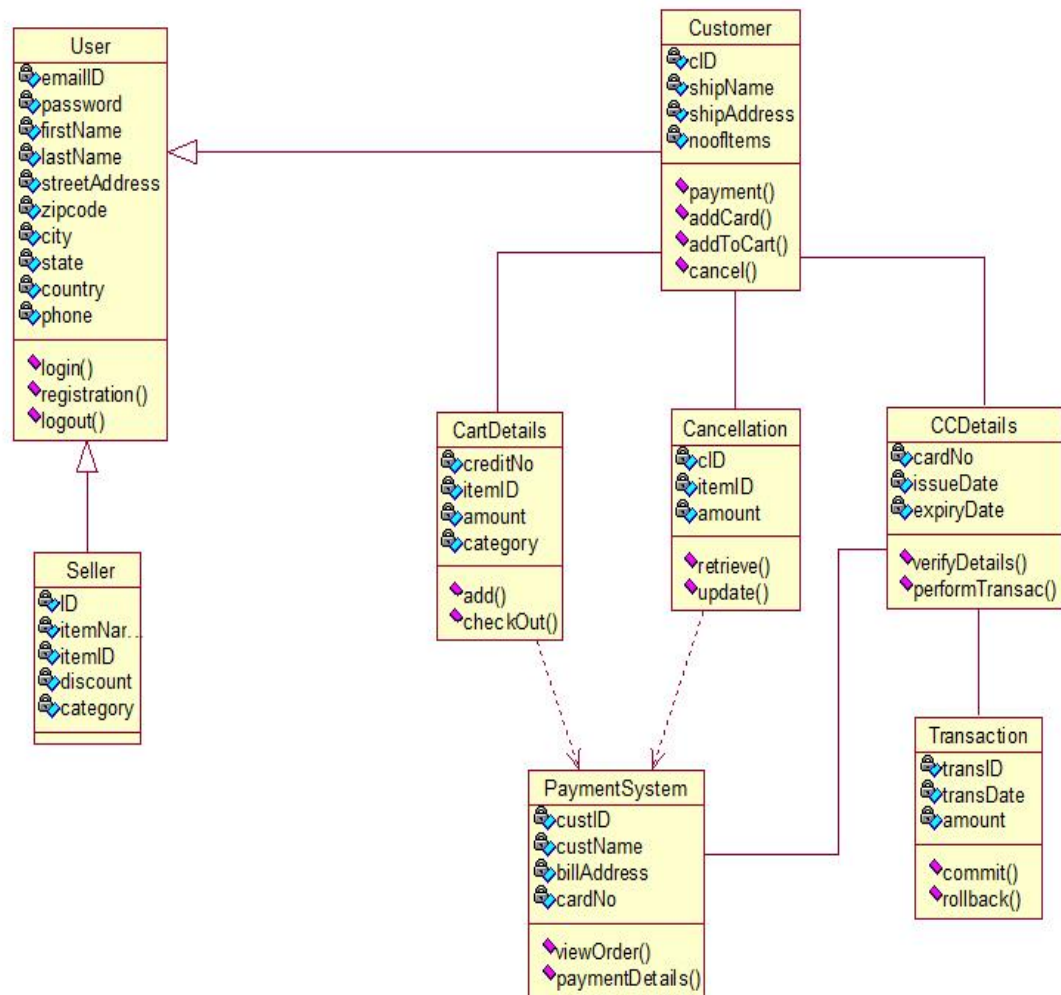 User
emailID
password
firstName
lastName
streetAddress
zipcode
city
state
country
phone
login()
registration()
logout()
Customer
cID
shipName
shipAddress
noofItems
payment()
addCard()
addToCart()
cancel()
CartDetails
creditNo
itemID
amount
category
add()
checkOut()
Cancellation
cID
itemID
amount
retrieve()
update()
CCDetails
cardNo
issueDate
expiryDate
verifyDetails()
performTransac()
Seller
ID
itemNar...
itemID
discount
category
PaymentSystem
custID
custName
billAddress
cardNo
viewOrder()
paymentDetails()
Transaction
transID
transDate
amount
commit()
rollback()